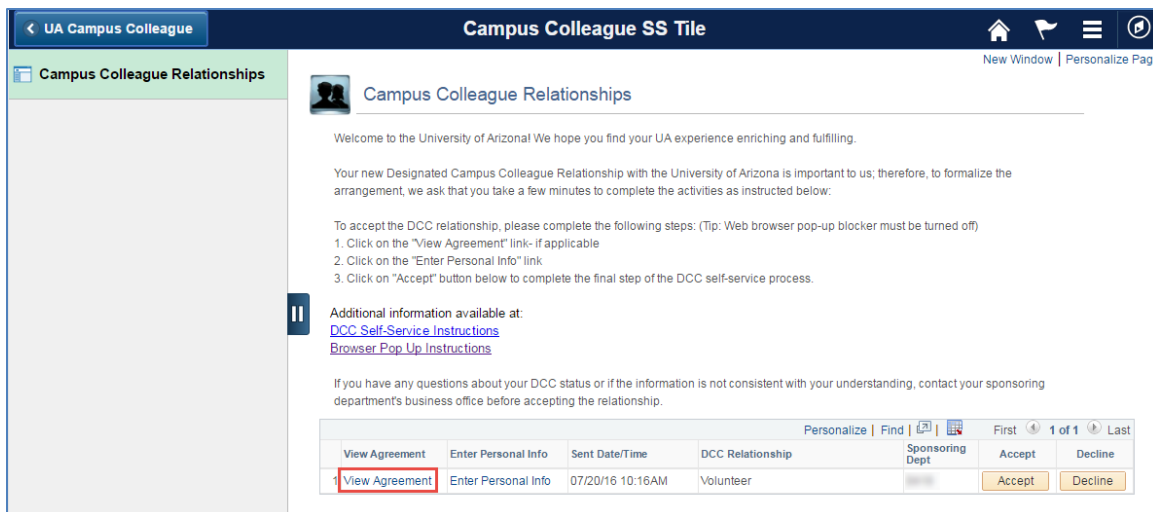 UA Campus Colleague
Campus Colleague SS Tile
New Window | Personalize Pag
Campus Colleague Relationships
Campus Colleague Relationships
Welcome to the University of Arizona! We hope you find your UA experience enriching and fulfilling.
Your new Designated Campus Colleague Relationship with the University of Arizona is important to us; therefore, to formalize the
arrangement, we ask that you take a few minutes to complete the activities as instructed below:
To accept the DCC relationship, please complete the following steps: (Tip: Web browser pop-up blocker must be turned off)
1. Click on the "View Agreement" link- if applicable
2. Click on the "Enter Personal Info" link
3. Click on "Accept" button below to complete the final step of the DCC self-service process.
Additional information available at:
DCC Self-Service Instructions
Browser Pop Up Instructions
If you have any questions about your DCC status or if the information is not consistent with your understanding, contact your sponsoring
department's business office before accepting the relationship.
Personalize | Find | | First 1 of 1 Last
View Agreement Enter Personal Info Sent Date/Time DCC Relationship Sponsoring Dept Accept Decline
1 View Agreement Enter Personal Info 07/20/16 10:16AM Volunteer Accept Decline